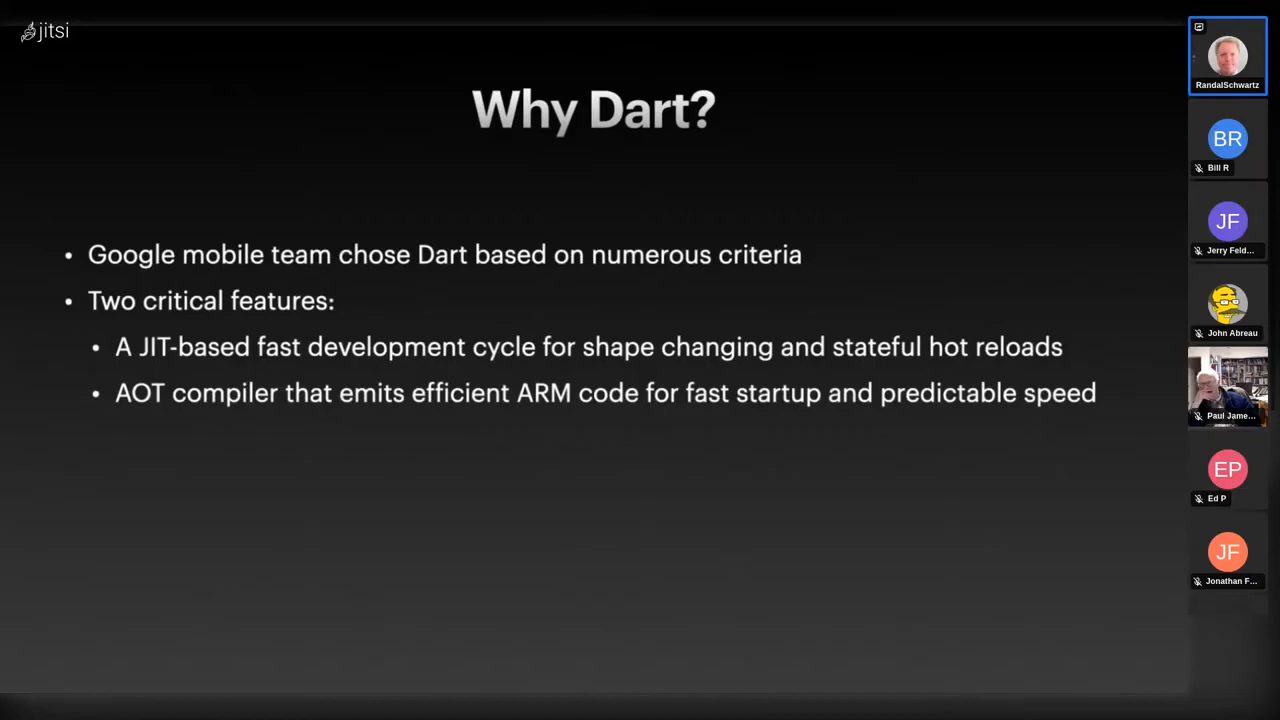 jitsi
Why Dart?
• Google mobile team chose Dart based on numerous criteria
• Two critical features:
• A JIT-based fast development cycle for shape changing and stateful hot reloads
• AOT compiler that emits efficient ARM code for fast startup and predictable speed
RandalSchwartz
BR
Bill R
JF
Jerry Feld...
John Abreau
Paul Jame...
EP
Ed P
JF
Jonathan F...